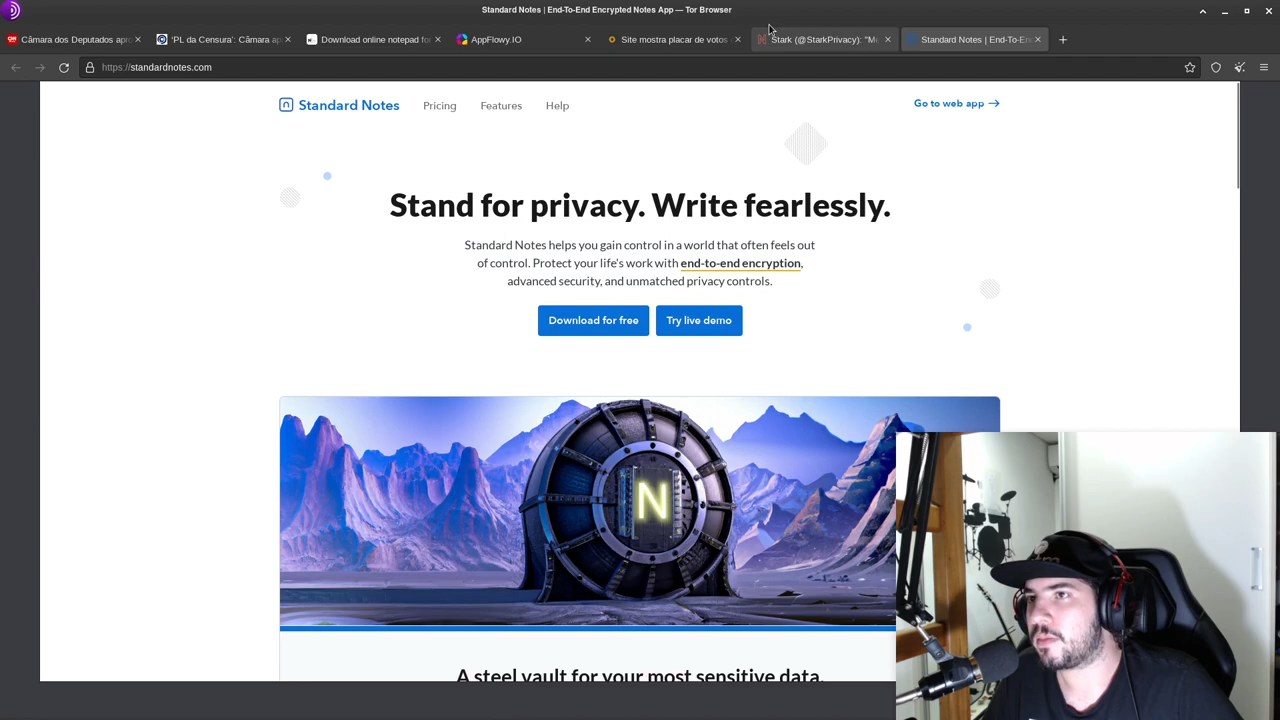 Standard Notes | End-To-End Encrypted Notes App — Tor Browser
Câmara dos Deputados apr
'PL da Censura': Câmara ap
Download online notepad for
AppFlowy.IO
Site mostra placar de votos
Stark (@StarkPrivacy): "Me
Standard Notes | End-To-En
https://standardnotes.com
Standard Notes
Pricing
Features
Help
Go to web app →
Stand for privacy. Write fearlessly.
Standard Notes helps you gain control in a world that often feels out
of control. Protect your life's work with end-to-end encryption,
advanced security, and unmatched privacy controls.
Download for free
Try live demo
N
A steel vault for your most sensitive data.